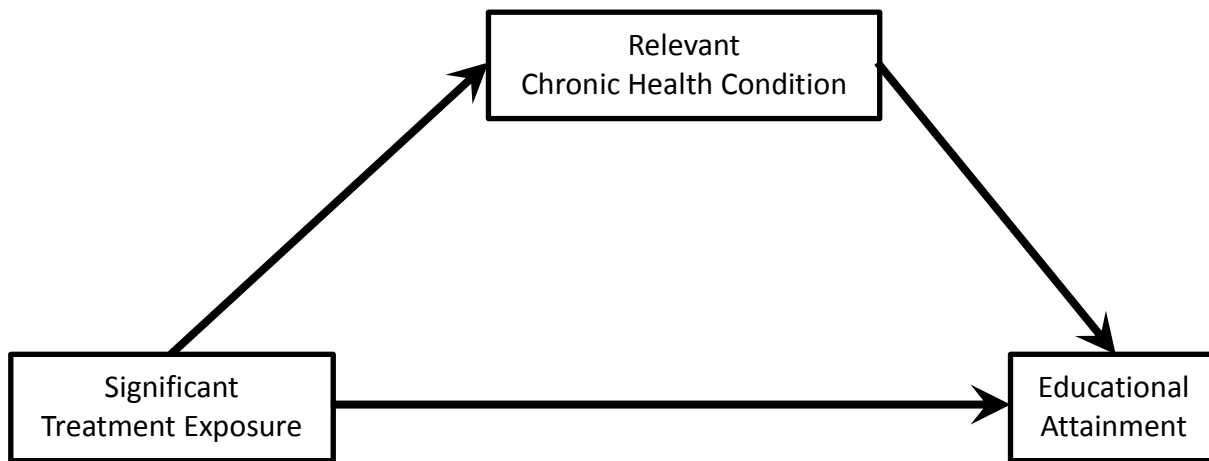 Relevant
Chronic Health Condition
Significant
Treatment Exposure
Educational
Attainment